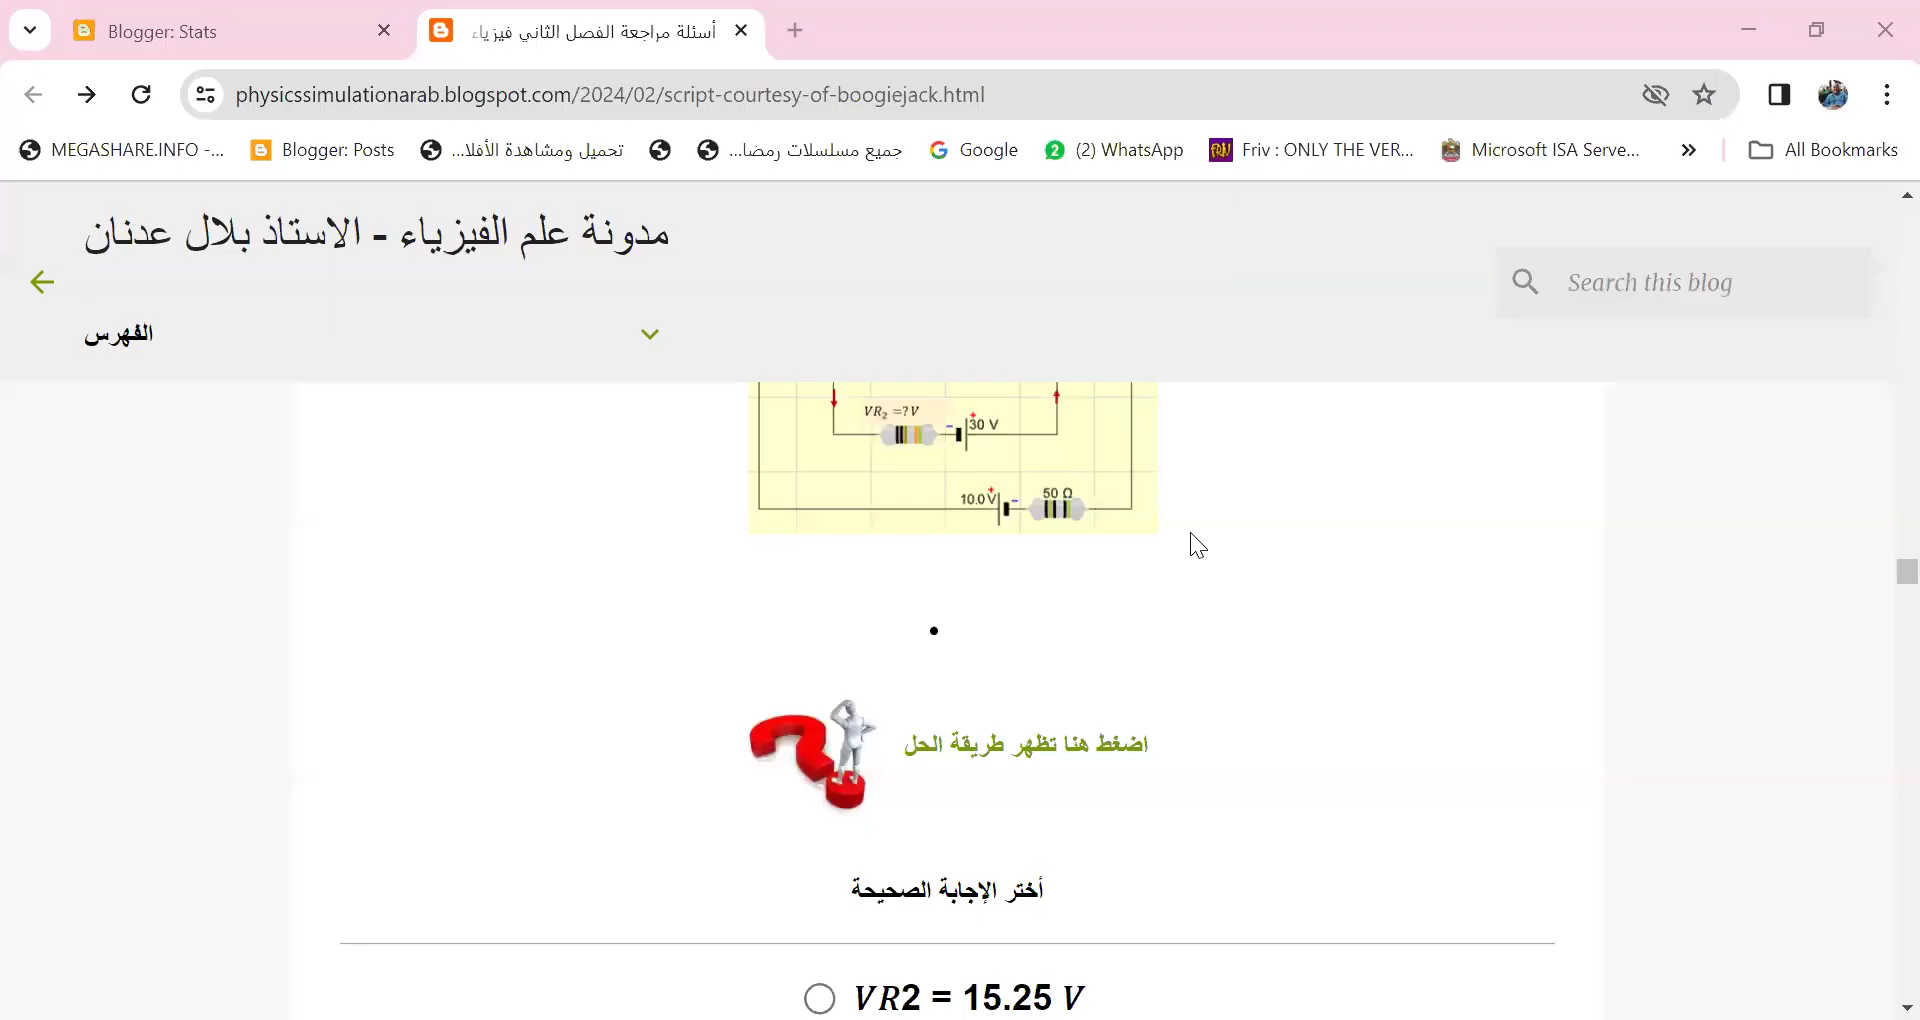 Blogger: Stats
أسئلة مراجعة الفصل الثاني فيزياء
physicssimulationarab.blogspot.com/2024/02/script-courtesy-of-boogiejack.html
MEGASHARE.INFO -...
Blogger: Posts
تحميل ومشاهدة الأفلا...
جميع مسلسلات رمضا...
Google
(2) WhatsApp
Friv : ONLY THE VER...
Microsoft ISA Serve...
»
All Bookmarks
مدونة علم الفيزياء - الاستاذ بلال عدنان
Search this blog
الفهرس
VR₂ =? V
+
30 V
-
10.0 V
+
-
50 Ω
•
اضغط هنا تظهر طريقة الحل
أختر الإجابة الصحيحة
VR2 = 15.25 V